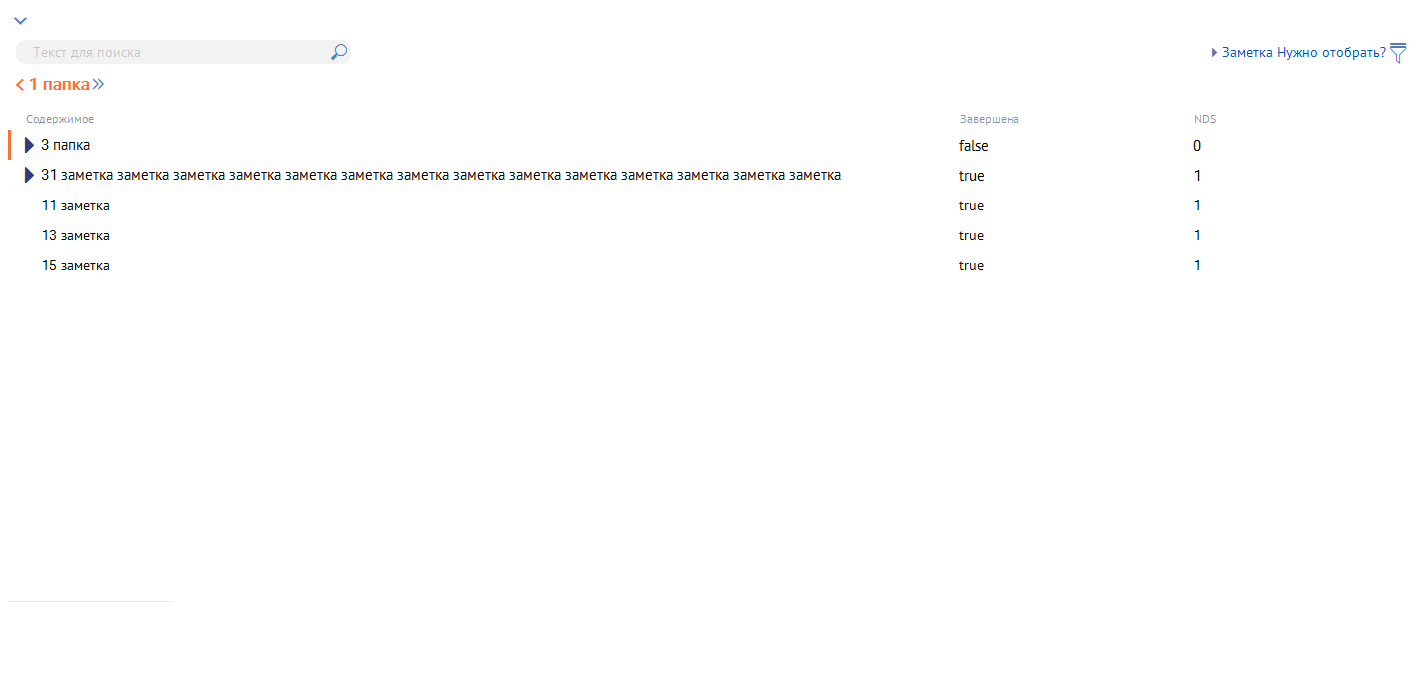 Текст для поиска
Заметка Нужно отобрать?
1 папка
Содержимое Завершена NDS
3 папка false 0
31 заметка заметка заметка заметка заметка заметка заметка заметка заметка заметка заметка заметка заметка заметка true 1
11 заметка true 1
13 заметка true 1
15 заметка true 1